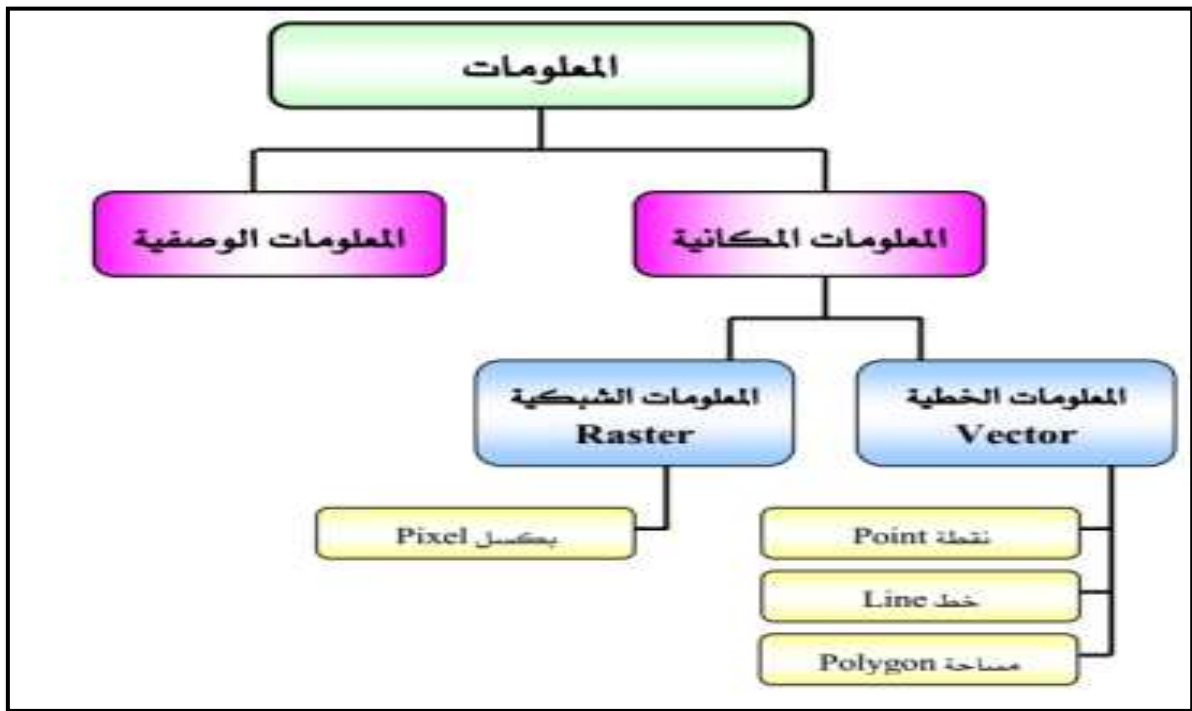 المعلومات
المعلومات المكانية
المعلومات الوصفية
المعلومات الخطية
Vector
المعلومات الشبكية
Raster
نقطة Point
خط Line
مساحة Polygon
بكسل Pixel